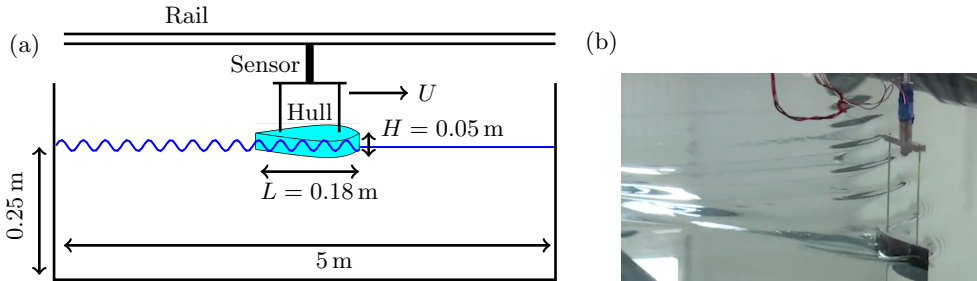 Rail
(a)
(b)
Sensor
U
Hull
H = 0.05 m
L = 0.18 m
0.25 m
5 m